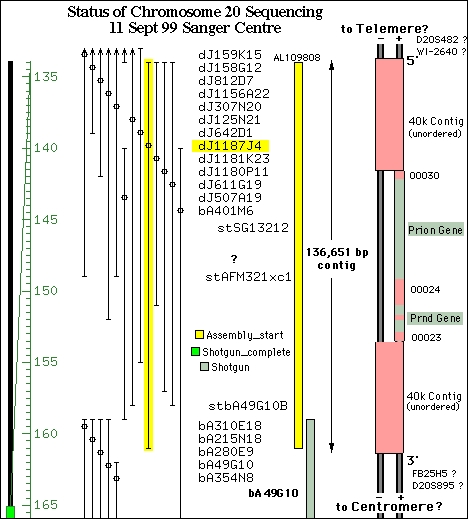 Status of Chromosome 20 Sequencing
11 Sept 99 Sanger Centre
to Telemere?
D20S482 ?
WI-2640 ?
- +
5'
AL109808
dJ159K15
dJ158G12
dJ812D7
dJ1156A22
dJ307N20
dJ125N21
dJ642D1
dJ1187J4
dJ1181K23
dJ1180P11
dJ611G19
dJ507A19
bA401M6
stSG13212
?
stAFM321xc1
135
140
145
150
155
160
165
136,651 bp
contig
40k Contig
(unordered)
00030
Prion Gene
00024
Prnd Gene
00023
40k Contig
(unordered)
Assembly_start
Shotgun_complete
Shotgun
stbA49G10B
bA310E18
bA215N18
bA280E9
bA49G10
bA354N8
bA49G10
3'
FB25H5 ?
D20S895 ?
- +
to Centromere?